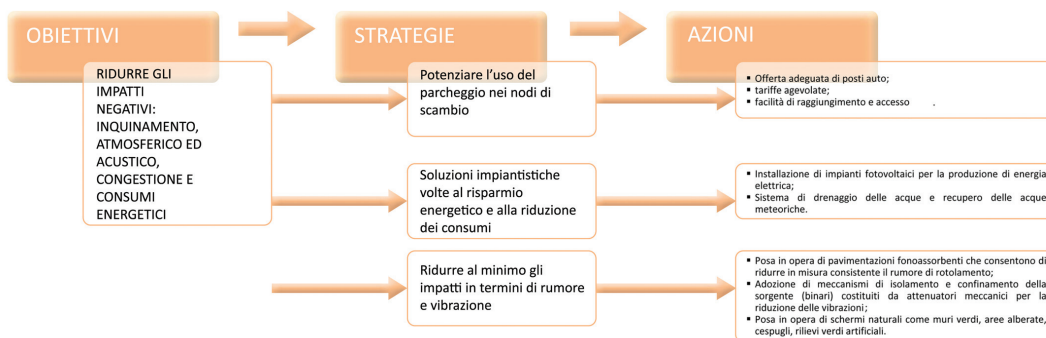 OBIETTIVI
STRATEGIE
AZIONI
RIDURRE GLI
IMPATTI
NEGATIVI:
INQUINAMENTO,
ATMOSFERICO ED
ACUSTICO,
CONGESTIONE E
CONSUMI
ENERGETICI
Potenziare l'uso del
parcheggio nei nodi di
scambio
▪ Offerta adeguata di posti auto;
▪ tariffe agevolate;
▪ facilità di raggiungimento e accesso .
Soluzioni impiantistiche
volte al risparmio
energetico e alla riduzione
dei consumi
▪ Installazione di impianti fotovoltaici per la produzione di energia
elettrica;
▪ Sistema di drenaggio delle acque e recupero delle acque
meteoriche.
Ridurre al minimo gli
impatti in termini di rumore
e vibrazione
▪ Posa in opera di pavimentazioni fonoassorbenti che consentono di
ridurre in misura consistente il rumore di rotolamento;
▪ Adozione di meccanismi di isolamento e confinamento della
sorgente (binari) costituiti da attenuatori meccanici per la
riduzione delle vibrazioni;
▪ Posa in opera di schermi naturali come muri verdi, aree alberate,
cespugli, rilievi verdi artificiali.